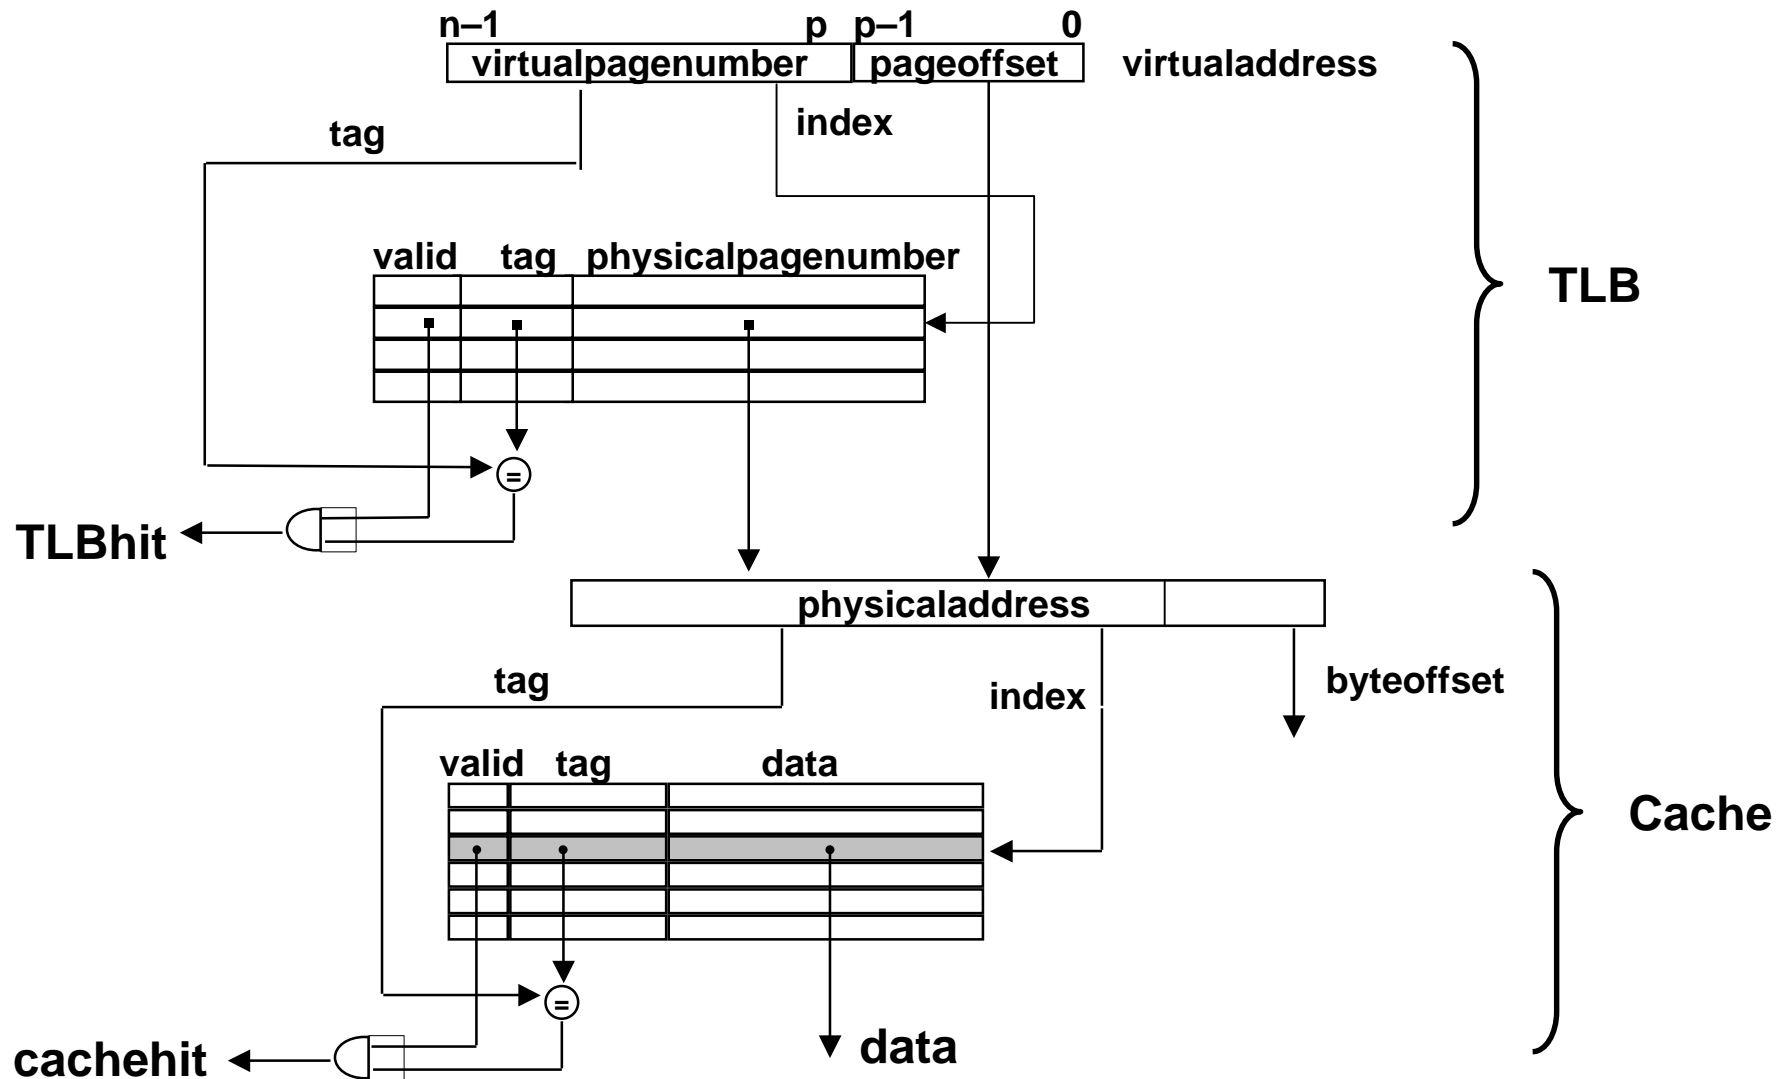 n–1 p p–1 0
virtualpagenumber pageoffset virtualaddress
index
tag
valid tag physicalpagenumber
TLB
=
TLBhit
physicaladdress
tag index byteoffset
valid tag data
Cache
=
cachehit data